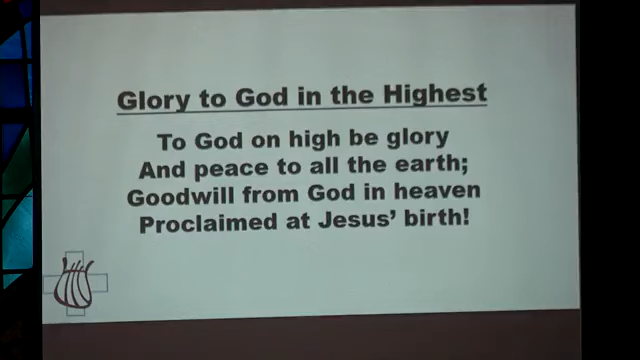 Glory to God in the Highest
To God on high be glory
And peace to all the earth;
Goodwill from God in heaven
Proclaimed at Jesus’ birth!